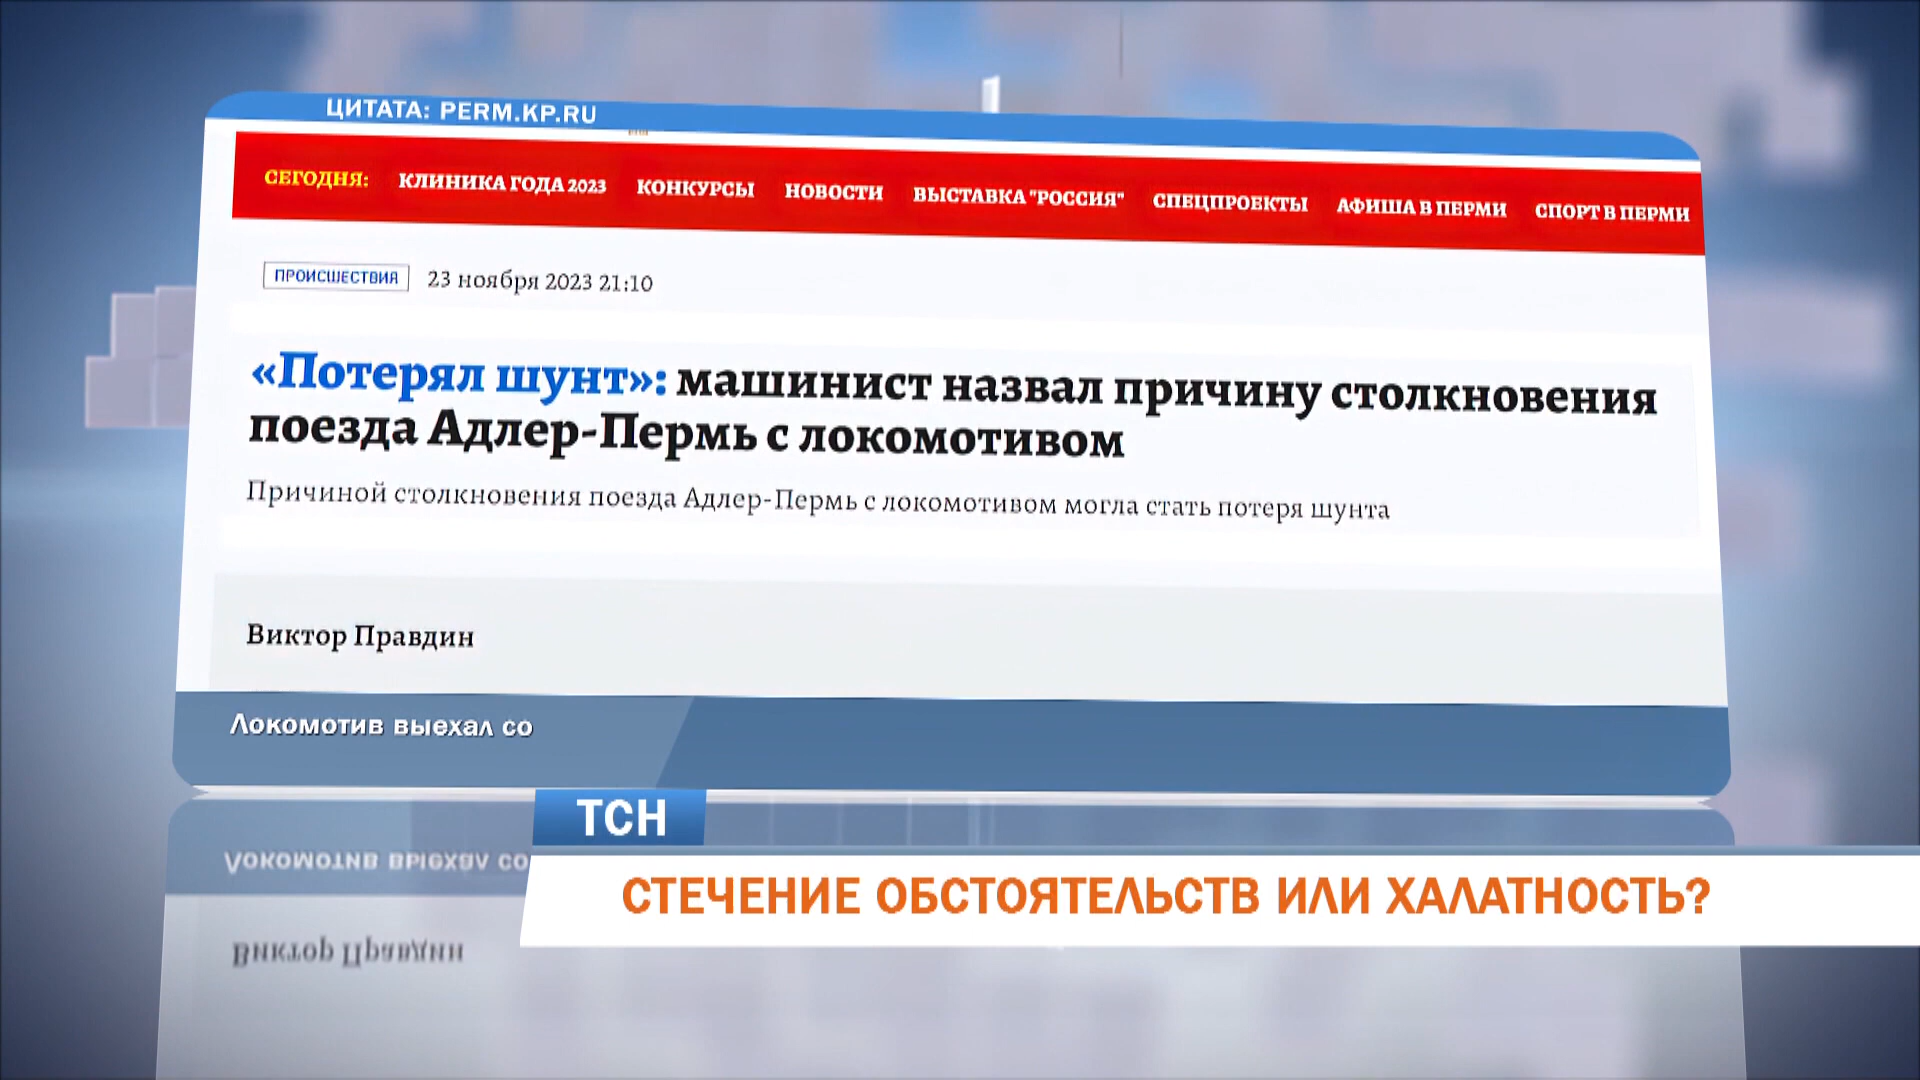 ЦИТАТА: PERM.KP.RU
СЕГОДНЯ: КЛИНИКА ГОДА 2023 КОНКУРСЫ НОВОСТИ ВЫСТАВКА "РОССИЯ" СПЕЦПРОЕКТЫ АФИША В ПЕРМИ СПОРТ В ПЕРМИ
ПРОИСШЕСТВИЯ 23 ноября 2023 21:10
«Потерял шунт»: машинист назвал причину столкновения
поезда Адлер-Пермь с локомотивом
Причиной столкновения поезда Адлер-Пермь с локомотивом могла стать потеря шунта
Виктор Правдин
Локомотив выехал со
ТСН
СТЕЧЕНИЕ ОБСТОЯТЕЛЬСТВ ИЛИ ХАЛАТНОСТЬ?